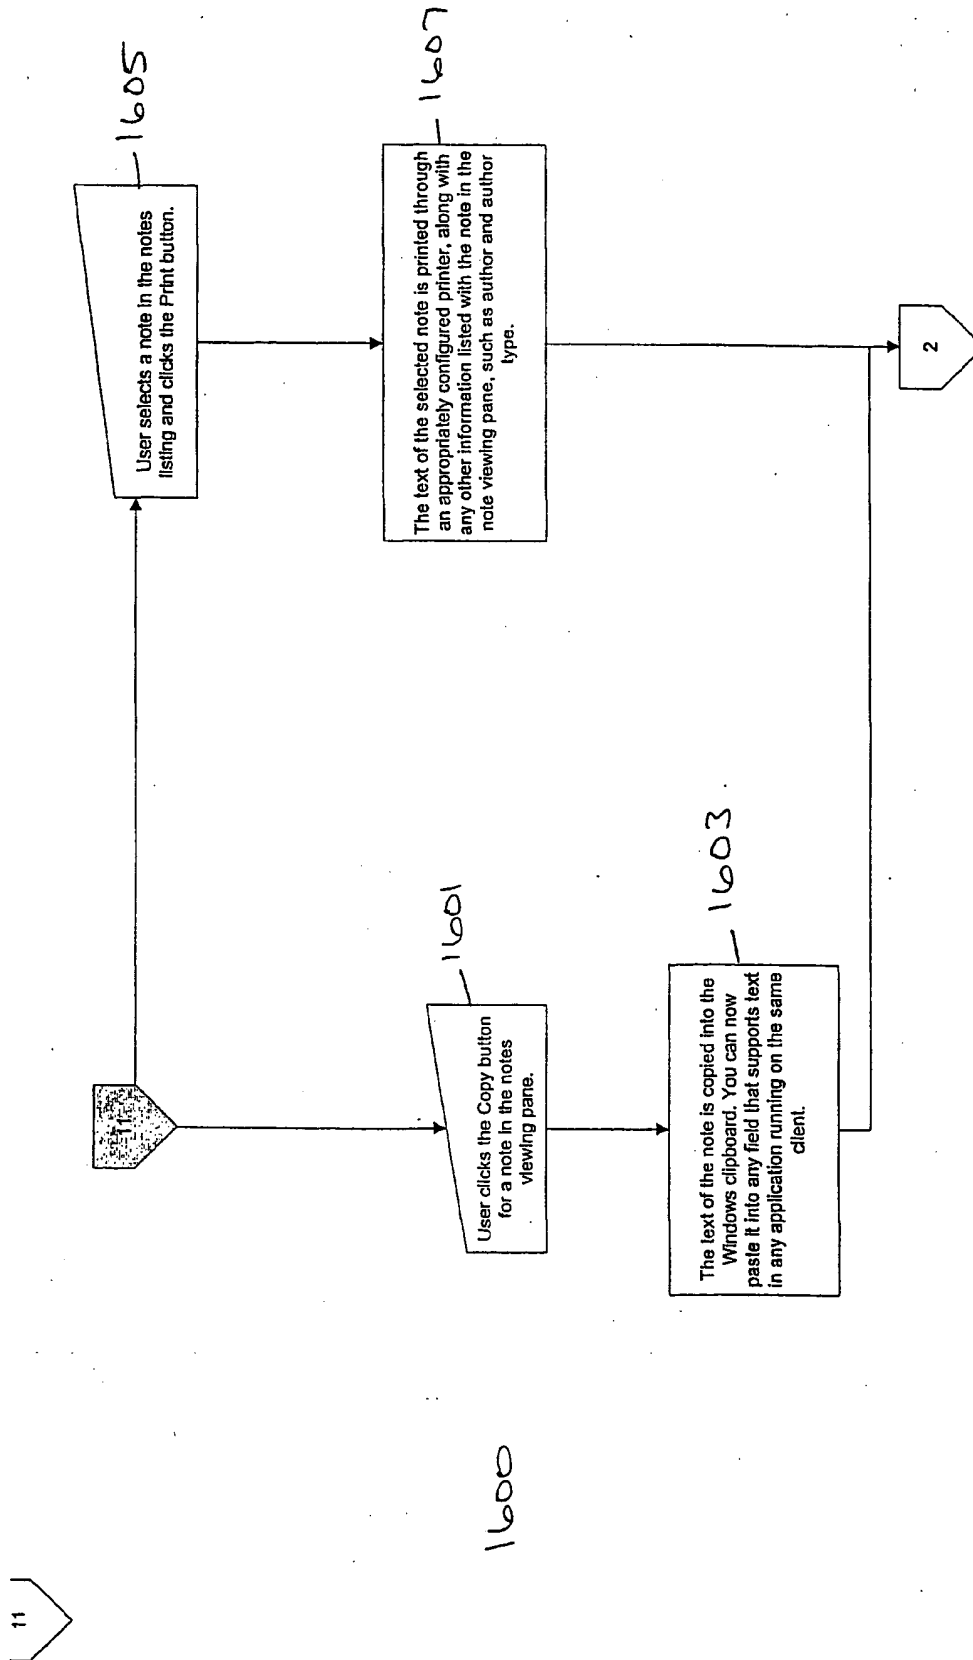 11
1600
11
User clicks the Copy button
for a note in the notes
viewing pane.
1601
The text of the note is copied into the
Windows clipboard. You can now
paste it into any field that supports text
in any application running on the same
client.
1603
User selects a note in the notes
listing and clicks the Print button.
1605
The text of the selected note is printed through
an appropriately configured printer, along with
any other information listed with the note in the
note viewing pane, such as author and author
type.
1607
2